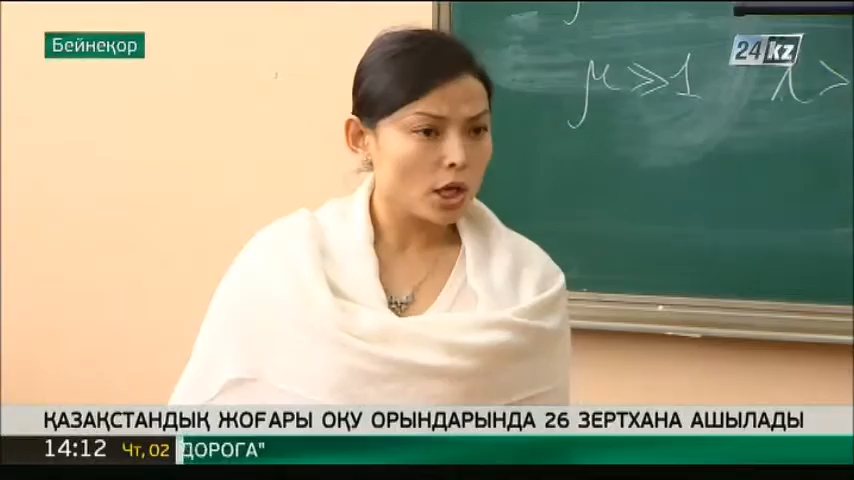 Бейнеқор
24kz
μ≫1 λ>
ҚАЗАҚСТАНДЫҚ ЖОҒАРЫ ОҚУ ОРЫНДАРЫНДА 26 ЗЕРТХАНА АШЫЛАДЫ
14:12 Чт, 02 ДОРОГА"